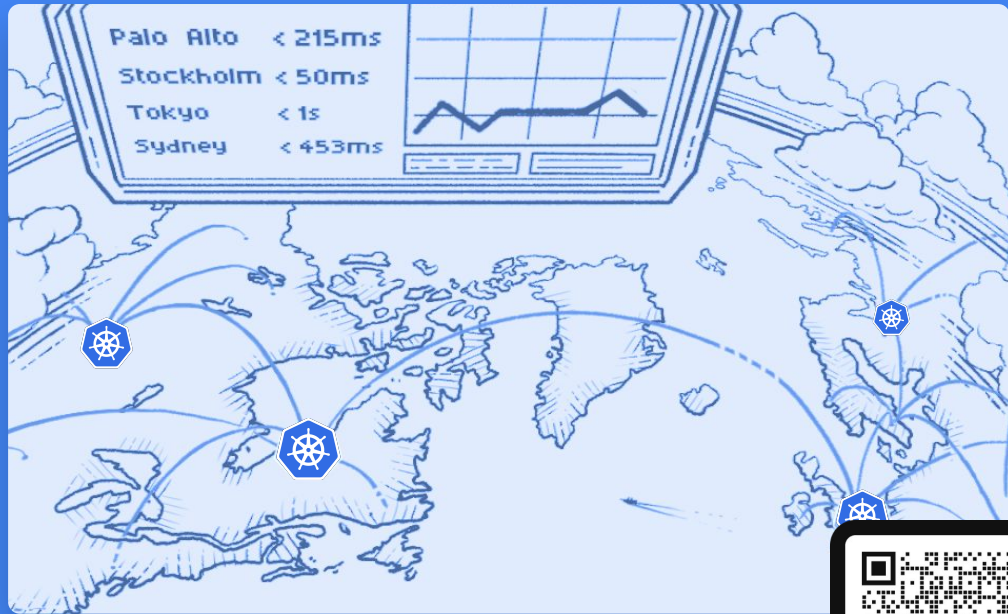 Palo Alto < 215ms
Stockholm < 50ms
Tokyo < 1s
Sydney < 453ms